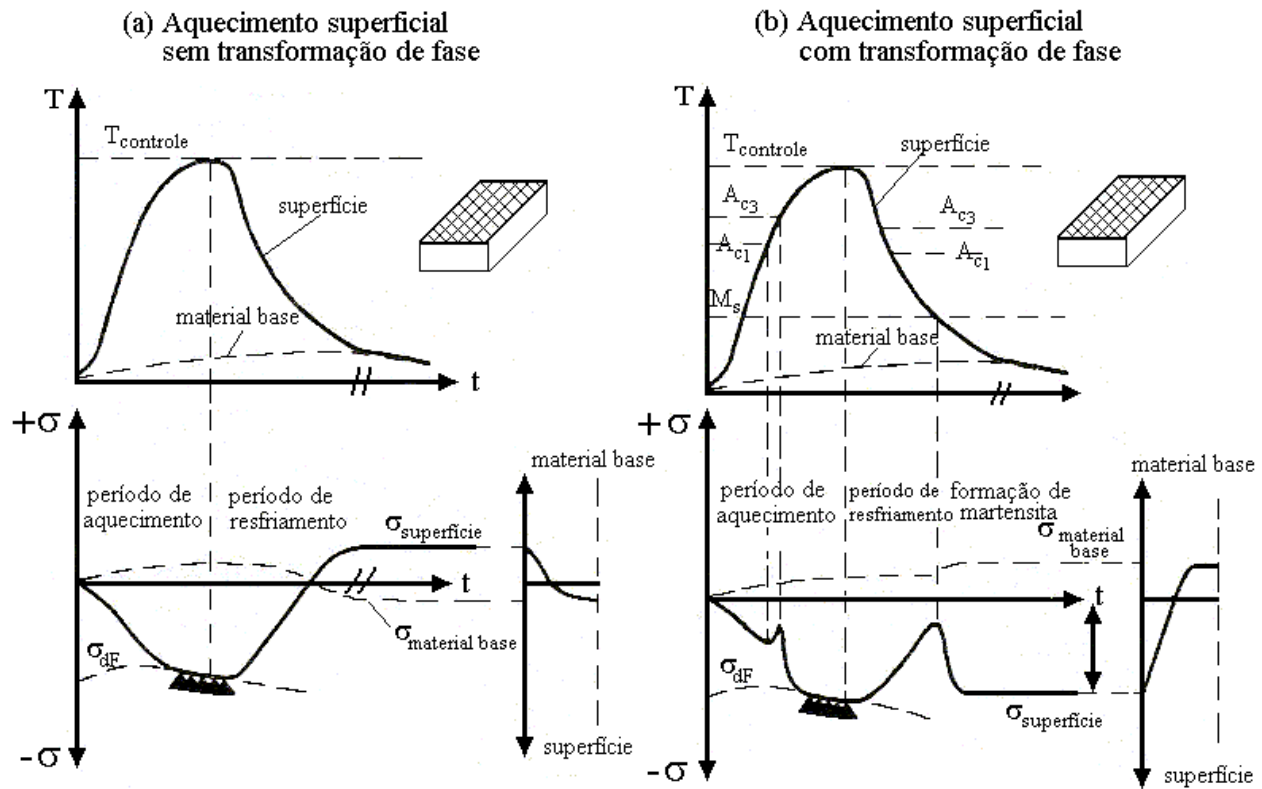 (a) Aquecimento superficial
sem transformação de fase
T
Tcontrole
superfície
material base
t
+σ
período de
aquecimento
período de
resfriamento
σsuperfície
t
σmaterial base
σdF
-σ
material base
superfície
(b) Aquecimento superficial
com transformação de fase
T
Tcontrole
superfície
Ac3
Ac3
Ac1
Ac1
Ms
material base
+σ
período de
aquecimento
período de
resfriamento
formação de
martensita
σmaterial
base
t
σdF
σsuperfície
-σ
material base
superfície